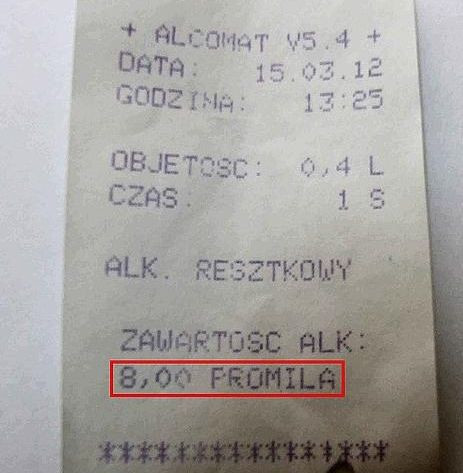 + ALCOMAT V5.4 +
DATA: 15.03.12
GODZINA: 13:25
OBJETOSC: 0,4 L
CZAS: 1 S
ALK. RESZTKOWY
ZAWARTOSC ALK:
8,00 PROMILA
*****************